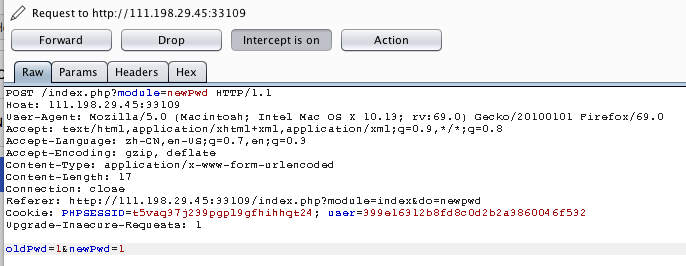 Request to http://111.198.29.45:33109
Forward Drop Intercept is on Action
Raw Params Headers Hex
POST /index.php?module=newPwd HTTP/1.1
Host: 111.198.29.45:33109
User-Agent: Mozilla/5.0 (Macintosh; Intel Mac OS X 10.13; rv:69.0) Gecko/20100101 Firefox/69.0
Accept: text/html,application/xhtml+xml,application/xml;q=0.9,*/*;q=0.8
Accept-Language: zh-CN,en-US;q=0.7,en;q=0.3
Accept-Encoding: gzip, deflate
Content-Type: application/x-www-form-urlencoded
Content-Length: 17
Connection: close
Referer: http://111.198.29.45:33109/index.php?module=index&do=newpwd
Cookie: PHPSESSID=t5vaq37j239pgpl9gfhihhqt24; user=399e16312b8fd8c0d2b2a3860046f532
Upgrade-Insecure-Requests: 1
oldPwd=1&newPwd=1